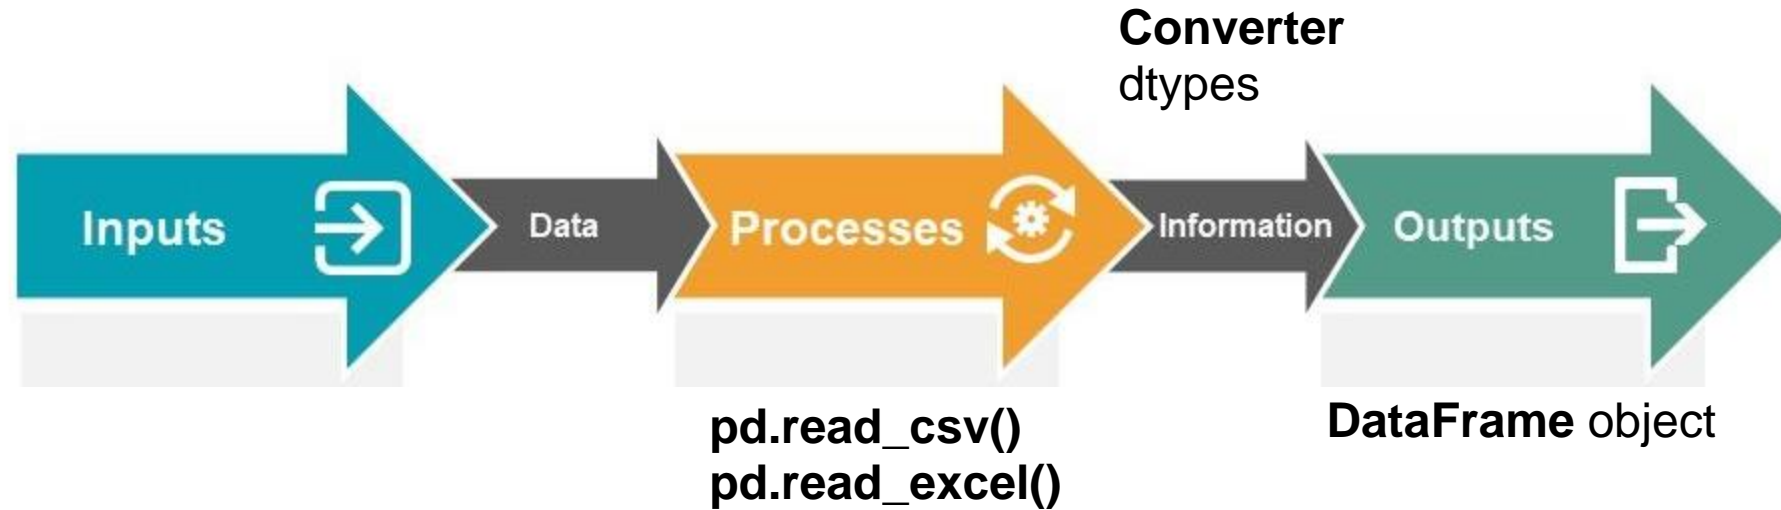 Converter
dtypes
Inputs
Data
Processes
Information
Outputs
pd.read_csv()
pd.read_excel()
DataFrame object